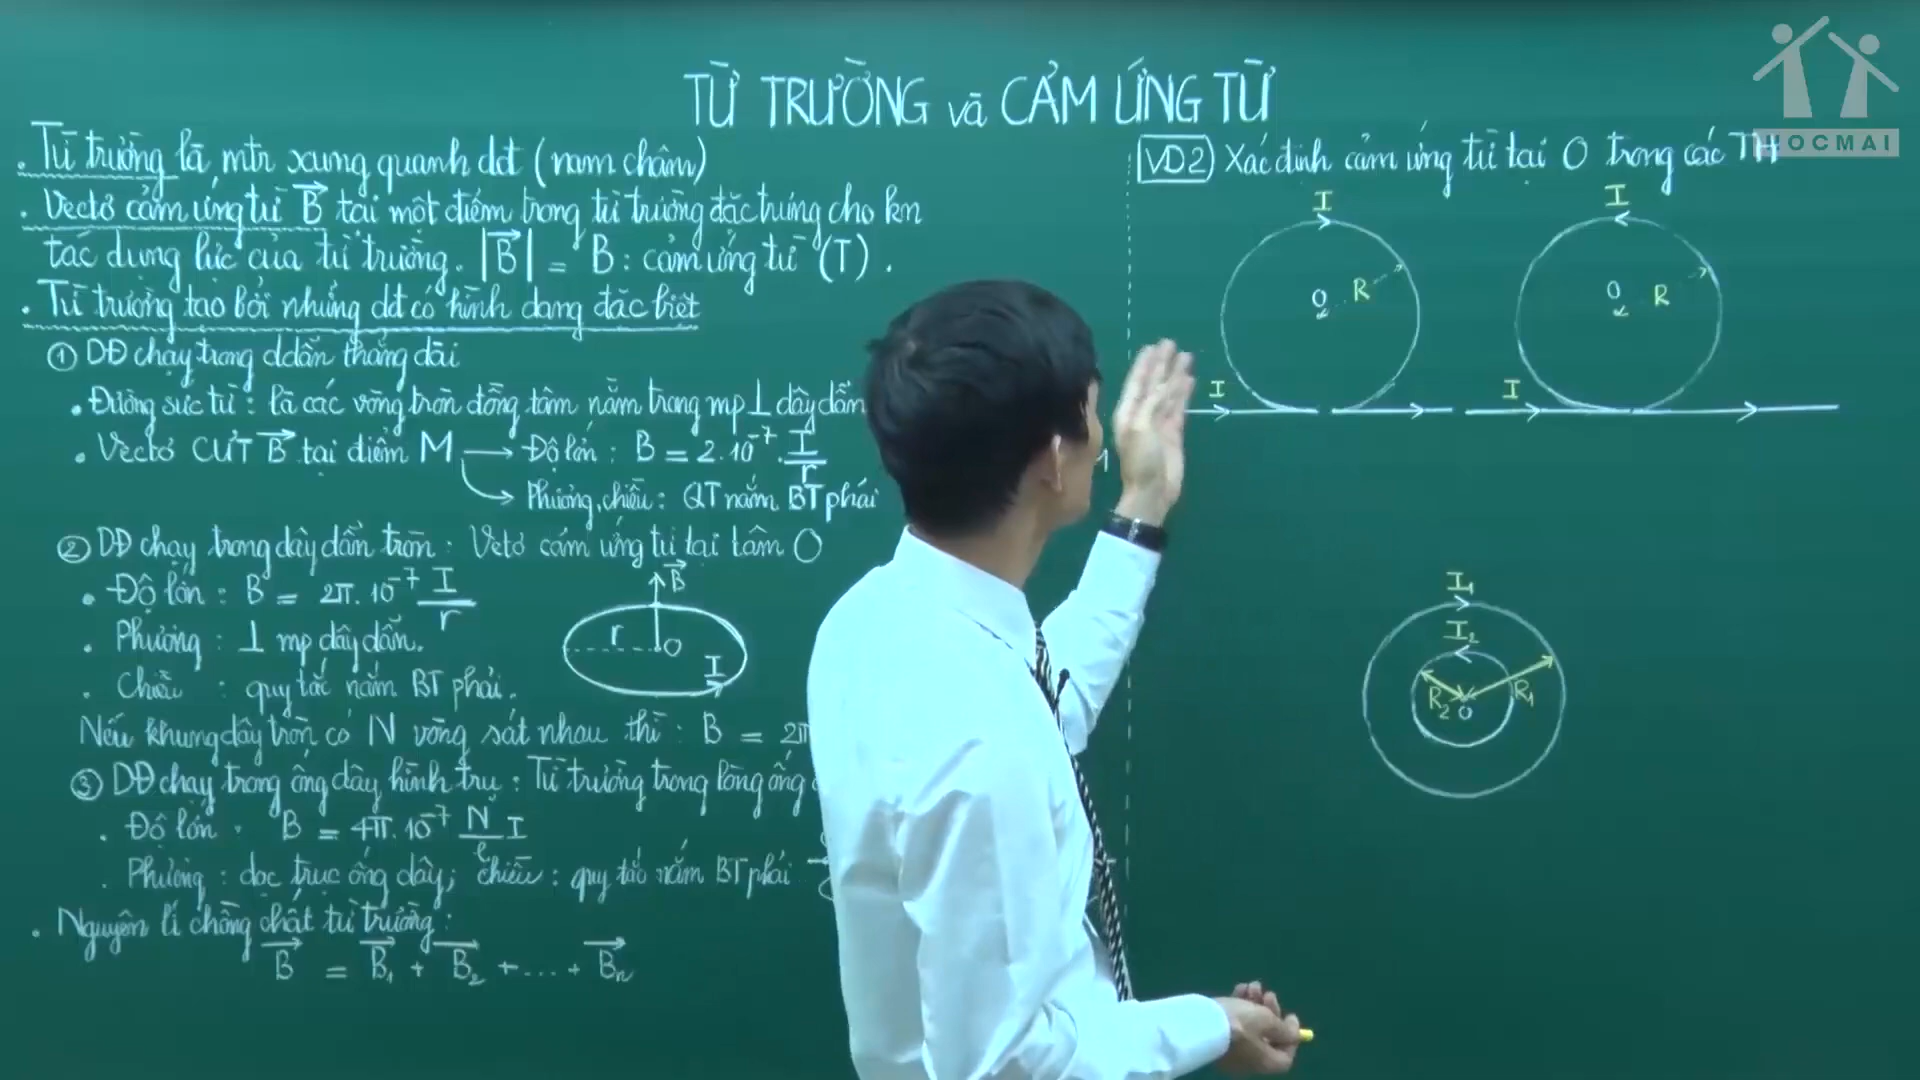 TỪ TRƯỜNG và CẢM ỨNG TỪ
. Từ trường là mtr xung quanh dđ (nam châm)
. Vectơ cảm ứng từ B tại một điểm trong từ trường đặc trưng cho kn
tác dụng lực của từ trường. |B| = B : cảm ứng từ (T).
. Từ trường tạo bởi những dđ có hình dạng đặc biệt
① DĐ chạy trong ddẫn thẳng dài
. Đường sức từ : là các vòng tròn đồng tâm nằm trong mp ⊥ dây dẫn
. Vectơ CƯT B tại điểm M → Độ lớn : B = 2.10⁻⁷. I/r
→ Phương, chiều : QT nắm BT phải
② DĐ chạy trong dây dẫn tròn : Vectơ cảm ứng từ tại tâm O
. Độ lớn : B = 2π. 10⁻⁷ I/r
. Phương : ⊥ mp dây dẫn.
. Chiều : quy tắc nắm BT phải.
B
r
O
I
Nếu khung dây tròn có N vòng sát nhau thì : B = 2π
③ DĐ chạy trong ống dây hình trụ : Từ trường trong lòng ống
. Độ lớn : B = 4π. 10⁻⁷ N/ℓ I
. Phương : dọc trục ống dây; chiều : quy tắc nắm BT phải
. Nguyên lí chồng chất từ trường :
B = B₁ + B₂ + ... + Bₙ
VD2 Xác định cảm ứng từ tại O trong các TH
HOCMAI
I
O
R
I
I
O
R
I
I₁
I₂
R₂
O
R₁